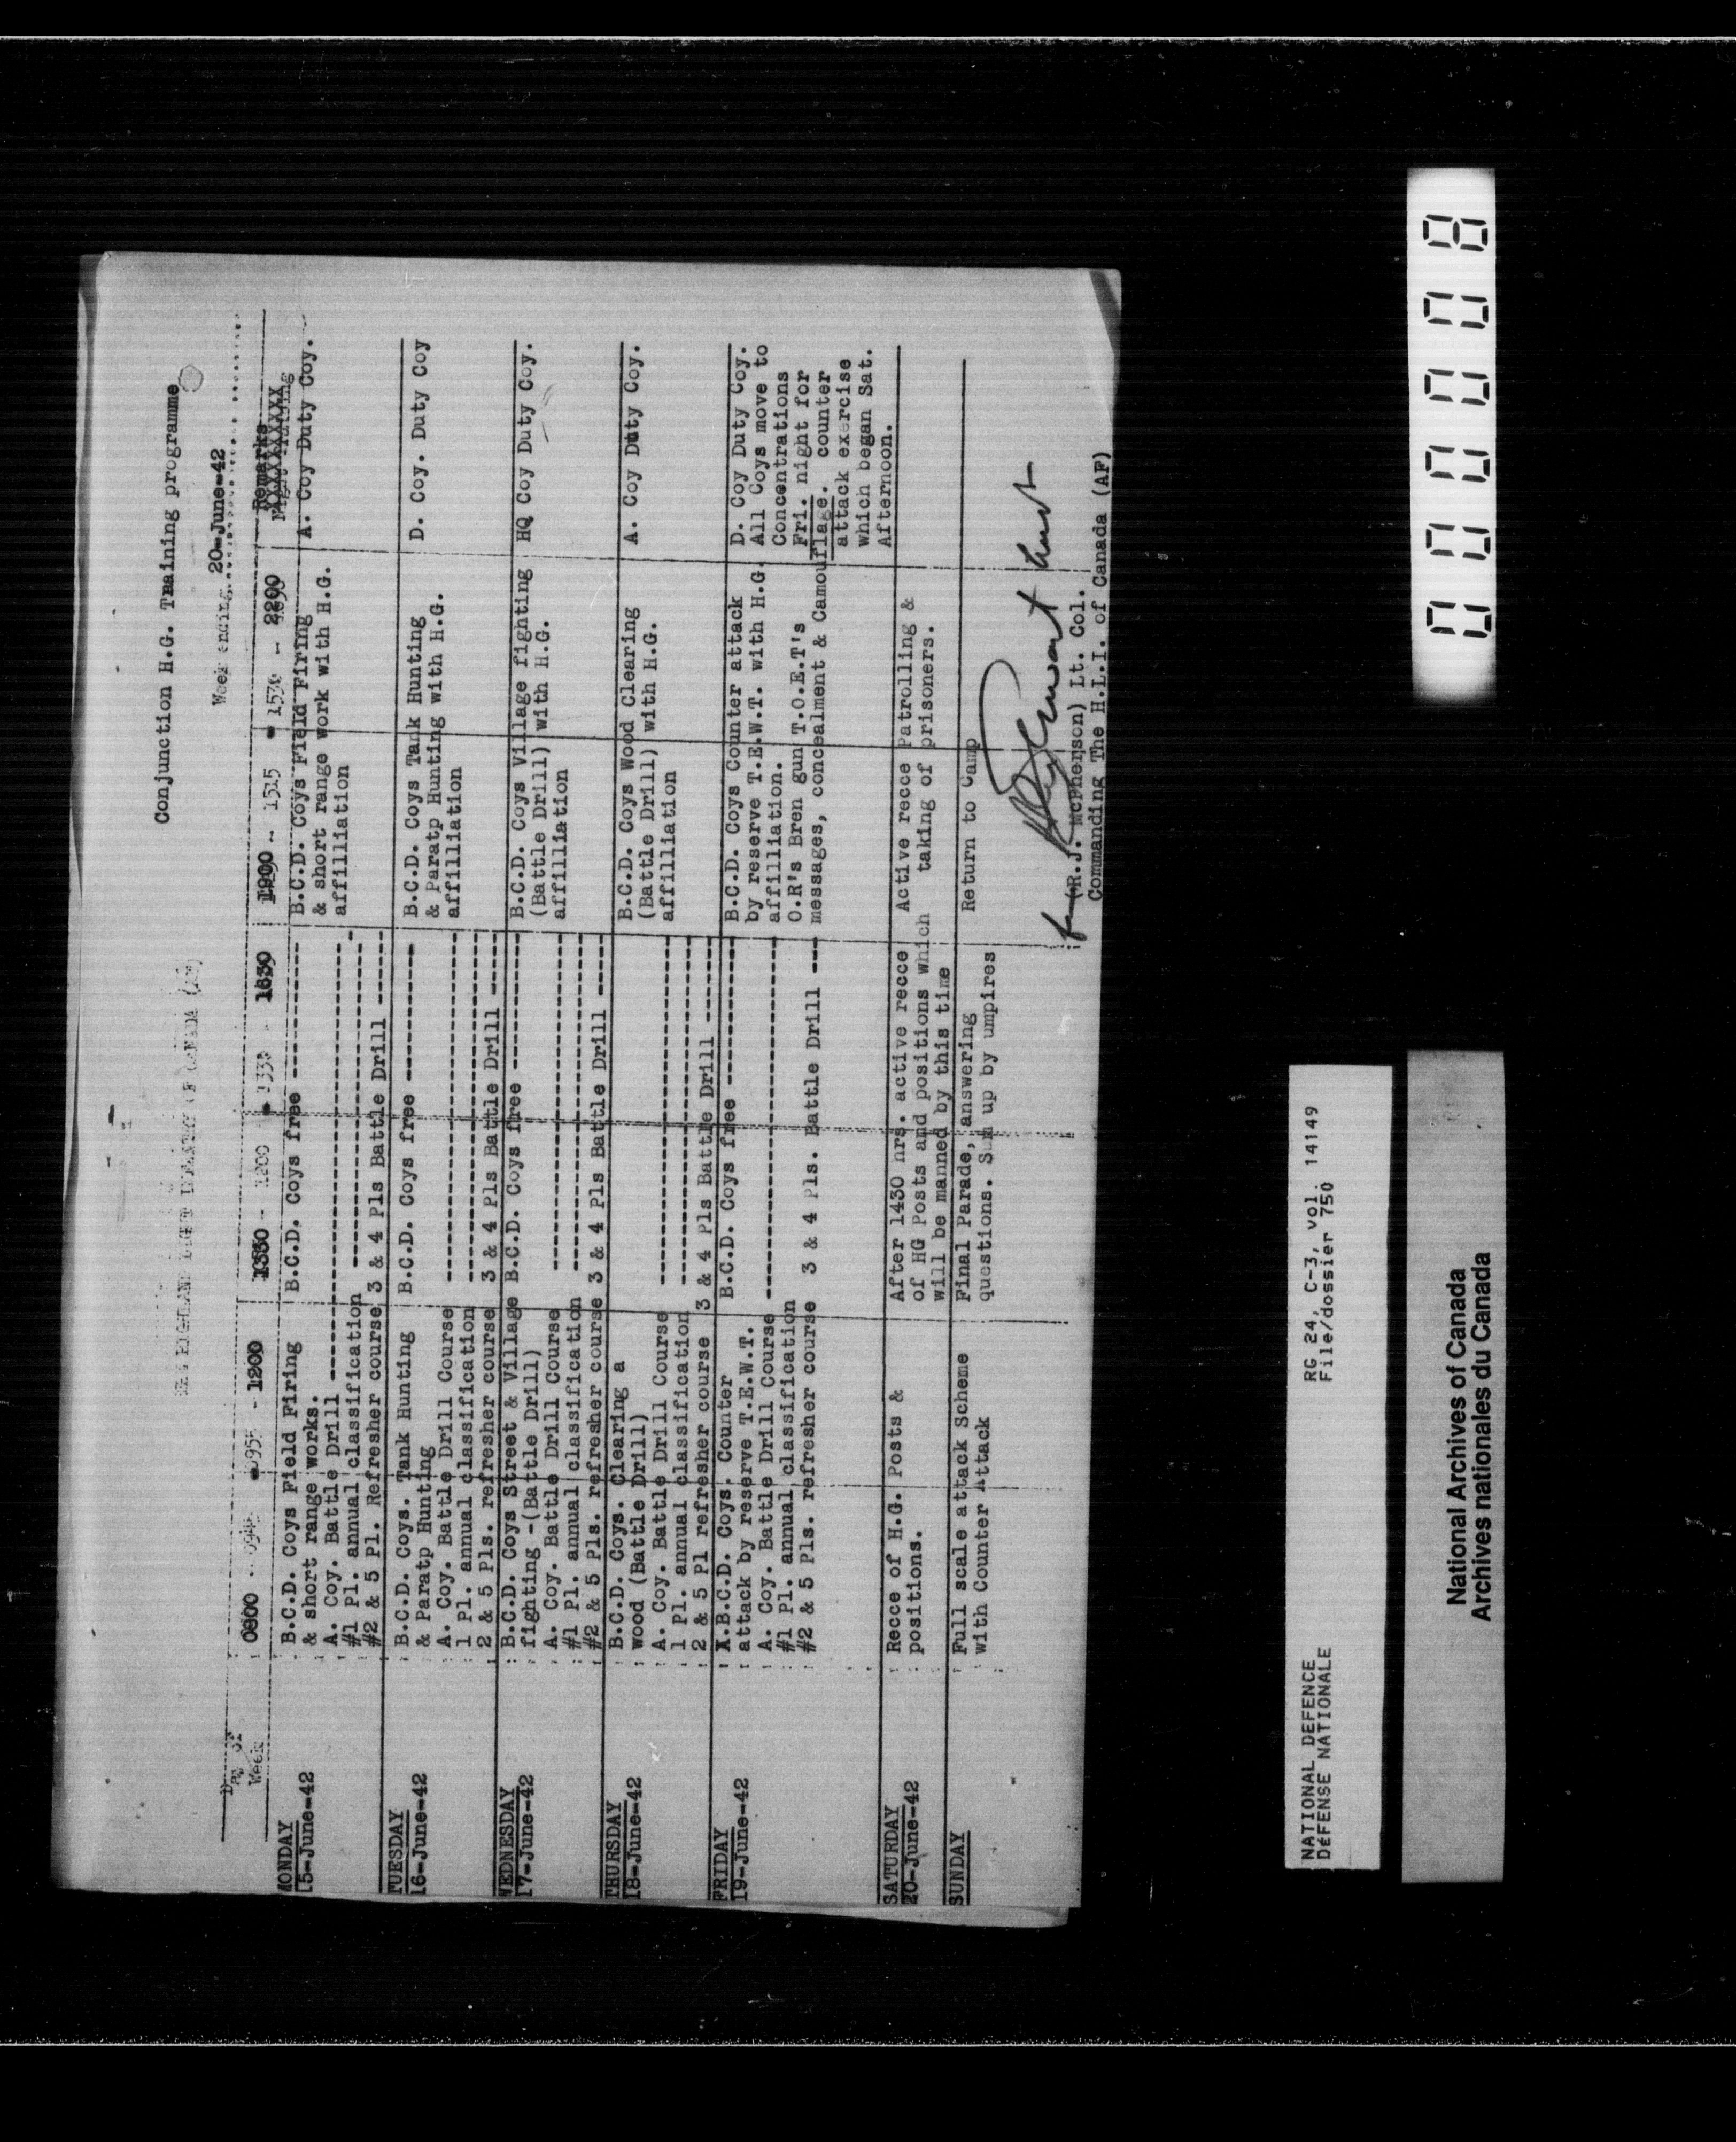 Conjunction H.G. Training programme
THE HIGHLAND LIGHT INFANTRY OF CANADA (AF)
Week ending 20-June-42
Day of
Week
0800 - 0945 - 0955 - 1200 1330 - 1630 1900 - 1515 - 1530 - 2200 Remarks
MONDAY
15-June-42
B.C.D. Coys Field Firing
& short range works.
A. Coy. Battle Drill
#1 Pl. annual classification
#2 & 5 Pl. Refresher course
B.C.D. Coys free
3 & 4 Pls Battle Drill
B.C.D. Coys Field Firing
& short range work with H.G.
affilliation
A. Coy Duty Coy.
TUESDAY
16-June-42
B.C.D. Coys. Tank Hunting
& Paratp Hunting
A. Coy. Battle Drill Course
1 Pl. annual classification
2 & 5 Pls. refresher course
B.C.D. Coys free
3 & 4 Pls Battle Drill
B.C.D. Coys Tank Hunting
& Paratp Hunting with H.G.
affilliation
D. Coy. Duty Coy
WEDNESDAY
17-June-42
B.C.D. Coys Street & Village
fighting -(Battle Drill)
A. Coy. Battle Drill Course
#1 Pl. annual classification
#2 & 5 Pls. refresher course
B.C.D. Coys free
3 & 4 Pls Battle Drill
B.C.D. Coys Village fighting
(Battle Drill) with H.G.
affilliation
HQ Coy Duty Coy.
THURSDAY
18-June-42
B.C.D. Coys. Clearing a
wood (Battle Drill)
A. Coy. Battle Drill Course
1 Pl. annual classification
2 & 5 Pl refresher course
3 & 4 Pls Battle Drill
B.C.D. Coys Wood Clearing
(Battle Drill) with H.G.
affilliation
A. Coy Duty Coy.
FRIDAY
19-June-42
A.B.C.D. Coys. Counter
attack by reserve T.E.W.T.
A. Coy. Battle Drill Course
#1 Pl. annual classification
#2 & 5 Pls. refresher course
B.C.D. Coys free
3 & 4 Pls. Battle Drill
B.C.D. Coys Counter attack
by reserve T.E.W.T. with H.G.
affilliation.
O.R's Bren gun T.O.E.T's
messages, concealment & Camouflage.
D. Coy Duty Coy.
All Coys move to
Concentrations
Fri. night for
counter
attack exercise
which began Sat.
Afternoon.
SATURDAY
20-June-42
Recce of H.G. Posts &
positions.
After 1430 hrs. active recce
of HG Posts and positions which
will be manned by this time
Active recce Patrolling &
taking of prisoners.
SUNDAY
Full scale attack Scheme
with Counter Attack
Final Parade, answering
questions. Sum up by umpires
Return to Camp
for
(R.J. McPherson) Lt. Col.
Commanding The H.L.I. of Canada (AF)
00008
NATIONAL DEFENCE
DÉFENSE NATIONALE
RG 24, C-3, vol. 14149
File/dossier 750
National Archives of Canada
Archives nationales du Canada